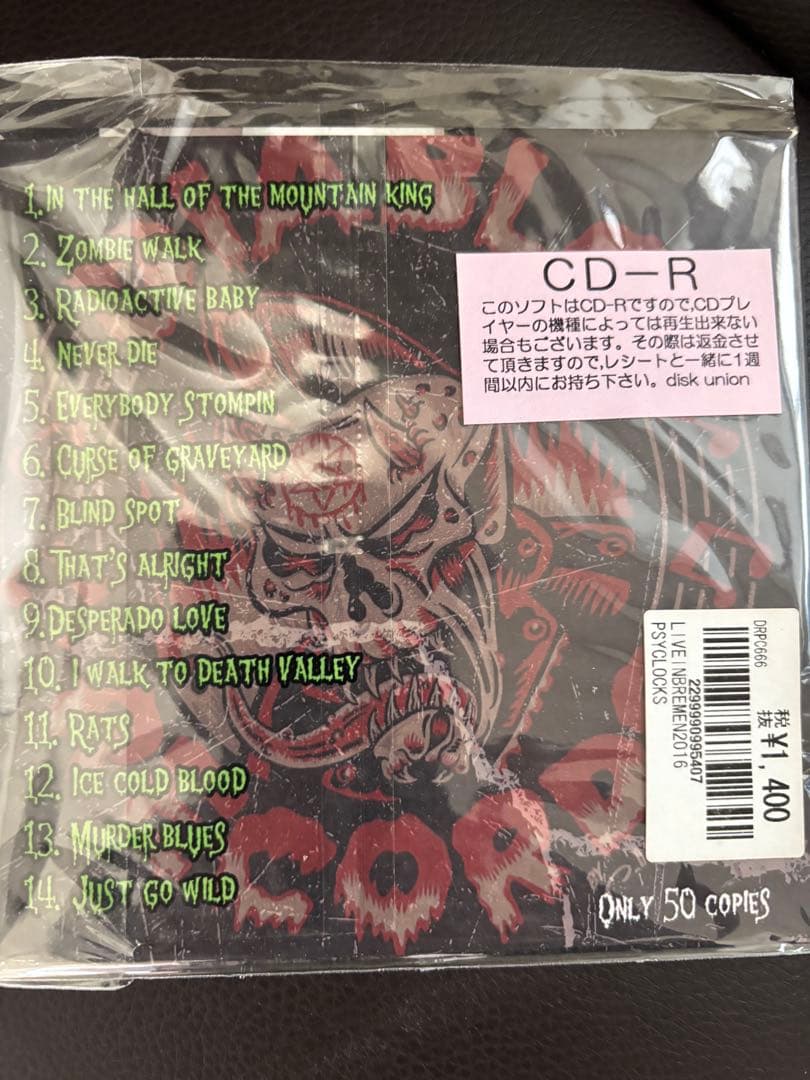 1. In the hall of the mountain king
2. Zombie walk
3. Radioactive baby
4. Never die
5. Everybody Stompin
6. Curse of graveyard
7. Blind Spot
8. That's alright
9. Desperado love
10. I walk to Death Valley
11. Rats
12. Ice cold blood
13. Murder blues
14. Just go wild
CD-R
このソフトはCD-Rですので,CDプレ
イヤーの機種によっては再生出来ない
場合もございます。その際は返金させ
て頂きますので,レシートと一緒に1週
間以内にお持ち下さい。disk union
DRPC666
税抜 ¥1,400
2299990995407
LIVEINBREMEN2016
PSYCLOCKS
Only 50 copies